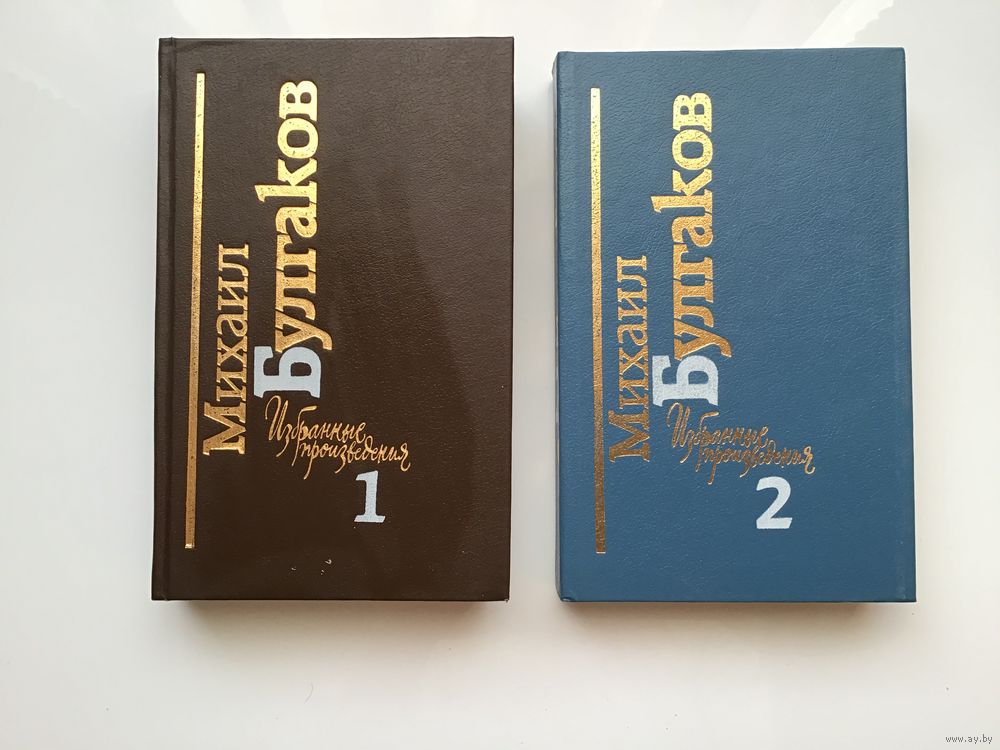 Михаил
Булгаков
Избранные
произведения
1
Михаил
Булгаков
Избранные
произведения
2
www.ay.by